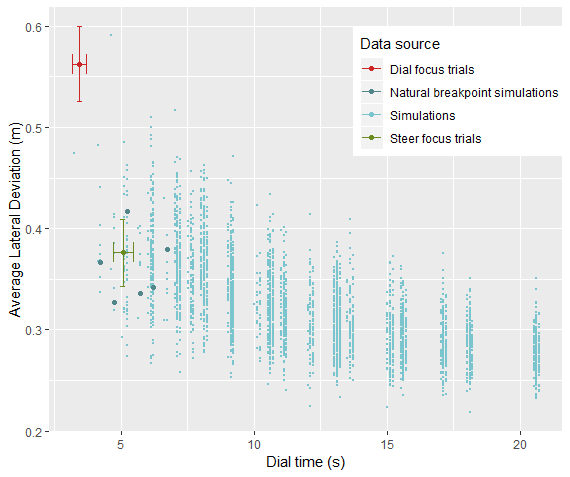 0.6
0.5
0.4
0.3
0.2
Average Lateral Deviation (m)
Data source
Dial focus trials
Natural breakpoint simulations
Simulations
Steer focus trials
5
10
15
20
Dial time (s)